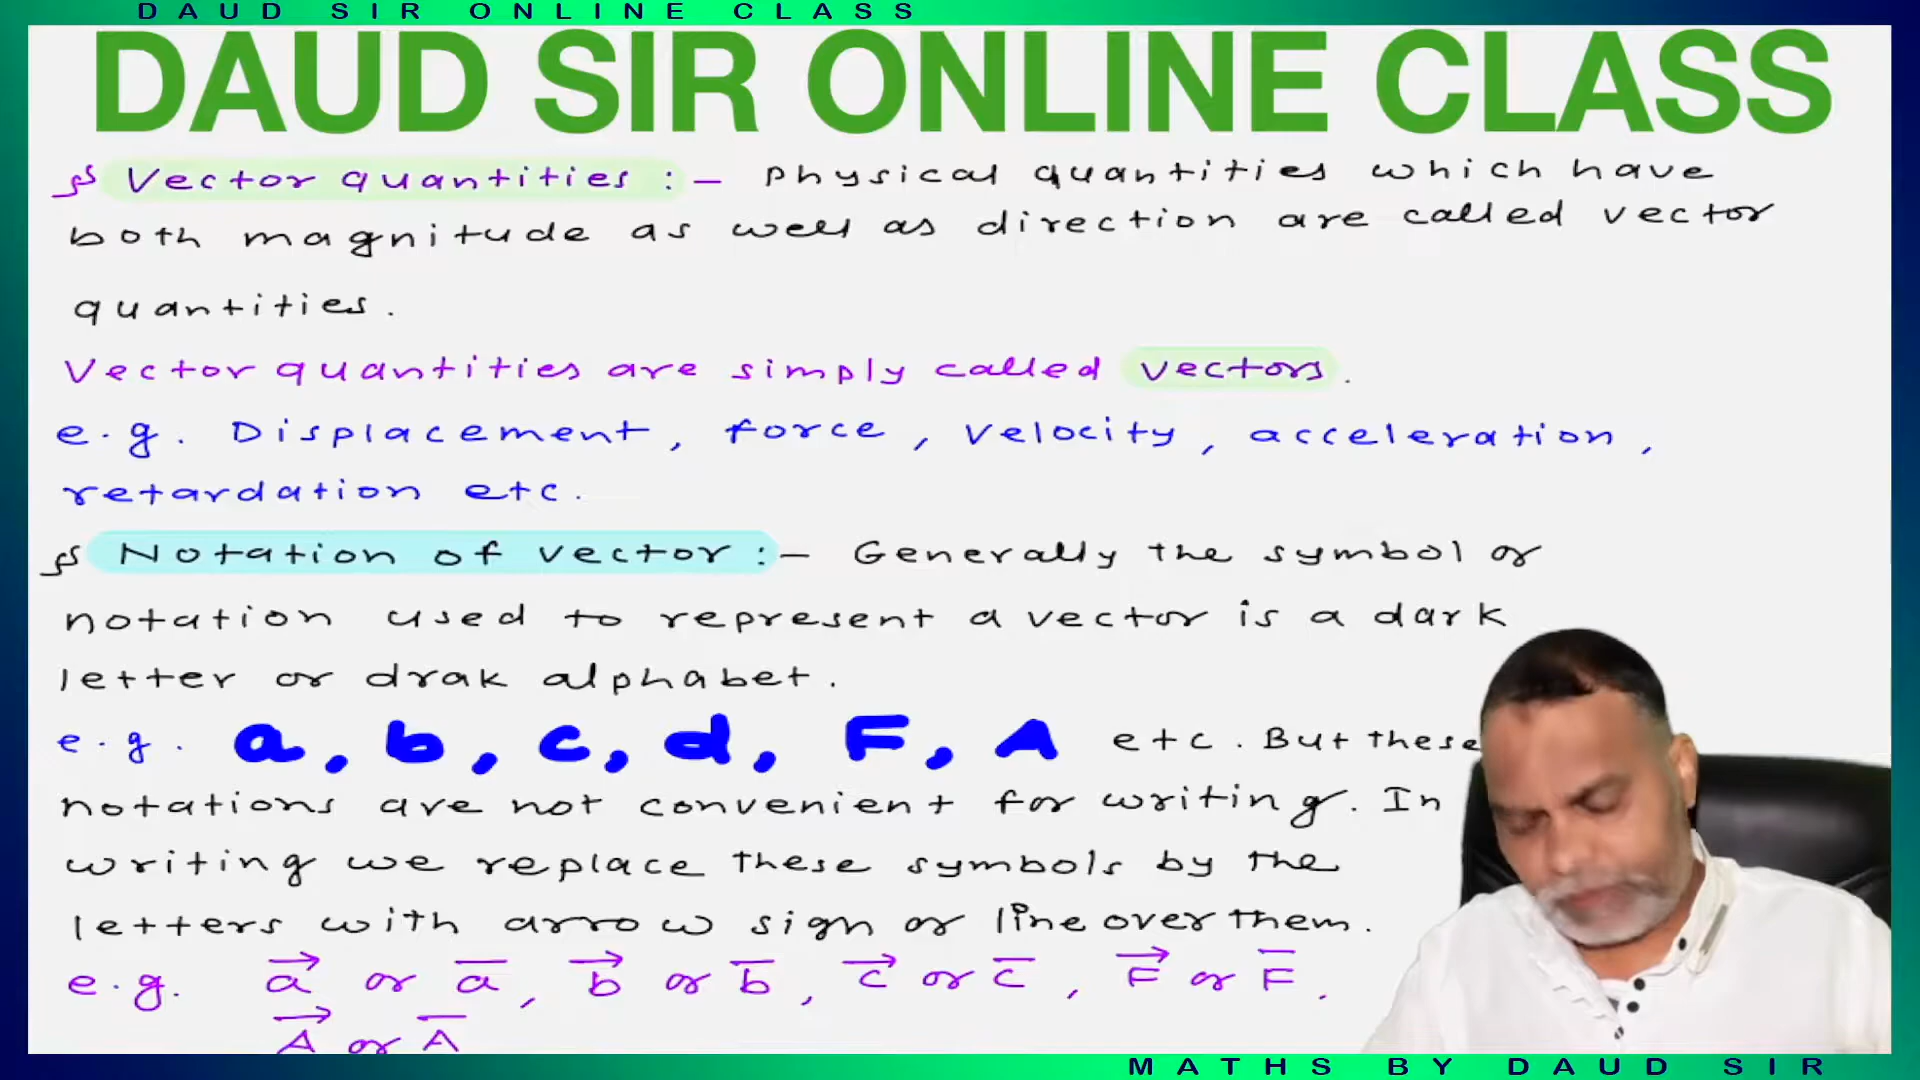 DAUD SIR ONLINE CLASS
DAUD SIR ONLINE CLASS
Vector quantities :- Physical quantities which have
both magnitude as well as direction are called vector
quantities.
Vector quantities are simply called vectors.
e.g. Displacement, force, velocity, acceleration,
retardation etc.
Notation of vector :- Generally the symbol or
notation used to represent a vector is a dark
letter or drak alphabet.
e.g. a, b, c, d, F, A etc. But these
notations are not convenient for writing. In
writing we replace these symbols by the
letters with arrow sign or line over them.
e.g. a⃗ or a̅, b⃗ or b̅, c⃗ or c̅, F⃗ or F̅,
A⃗ or A̅
MATHS BY DAUD SIR